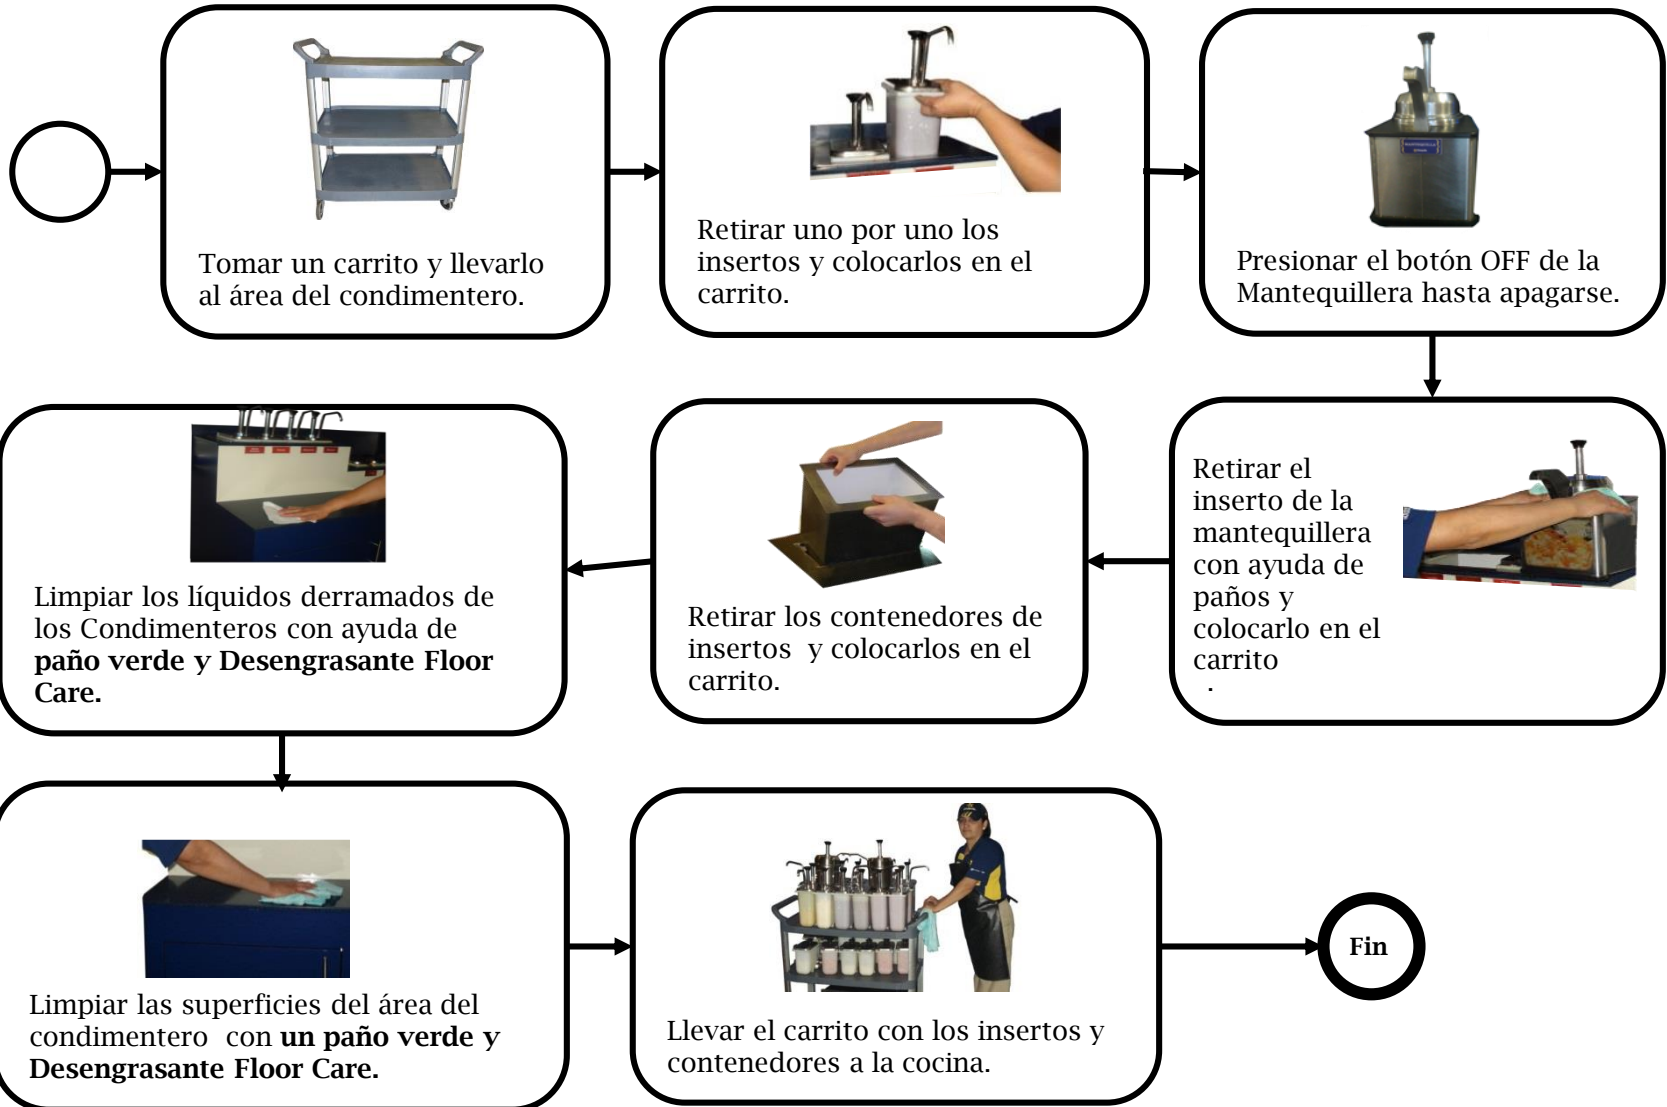 Tomar un carrito y llevarlo
al área del condimentero.
Retirar uno por uno los
insertos y colocarlos en el
carrito.
Presionar el botón OFF de la
Mantequillera hasta apagarse.
Retirar el
inserto de la
mantequillera
con ayuda de
paños y
colocarlo en el
carrito
.
Retirar los contenedores de
insertos  y colocarlos en el
carrito.
Limpiar los líquidos derramados de
los Condimenteros con ayuda de
paño verde y Desengrasante Floor
Care.
Limpiar las superficies del área del
condimentero  con un paño verde y
Desengrasante Floor Care.
Llevar el carrito con los insertos y
contenedores a la cocina.
Fin